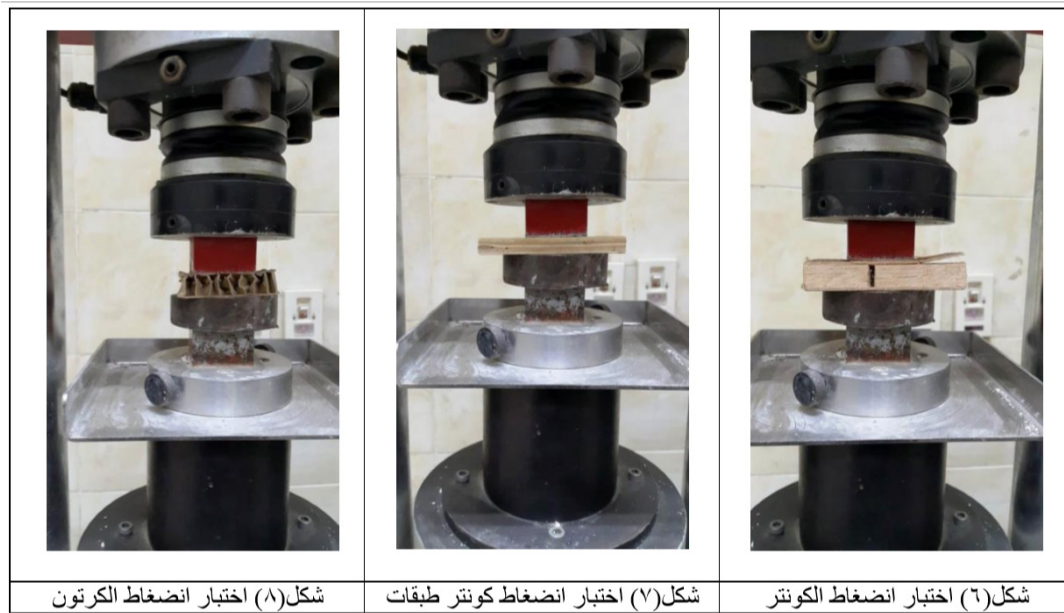 شكل(٦) اختبار انضغاط الكونتر
شكل(٧) اختبار انضغاط كونتر طبقات
شكل(٨) اختبار انضغاط الكرتون